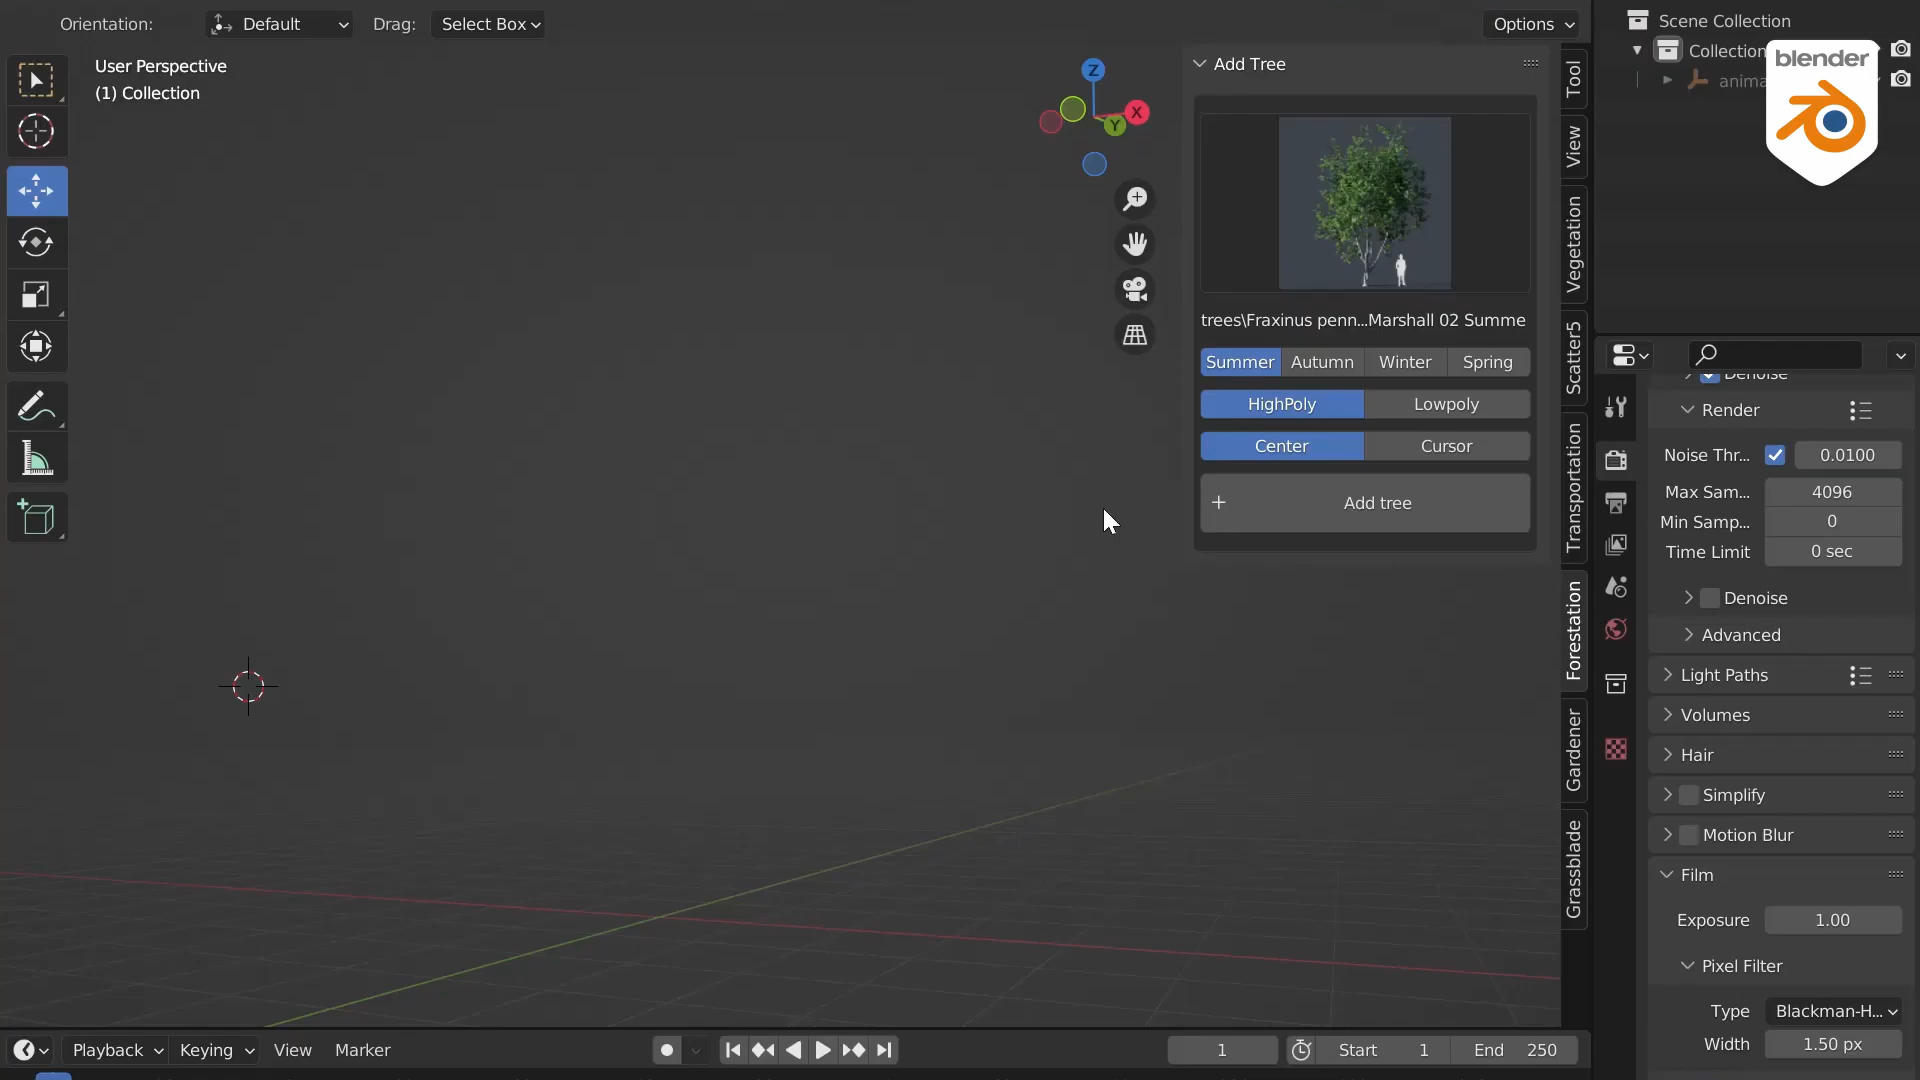 Orientation: Default Drag: Select Box Options
User Perspective
(1) Collection
Z
X
Y
Add Tree
trees\Fraxinus penn...Marshall 02 Summe
Summer Autumn Winter Spring
HighPoly Lowpoly
Center Cursor
+ Add tree
Tool
View
Vegetation
Scatter5
Transportation
Forestation
Gardener
Grassblade
Scene Collection
Collection
anima
blender
Denoise
Render
Noise Thr... 0.0100
Max Sam... 4096
Min Samp... 0
Time Limit 0 sec
Denoise
Advanced
Light Paths
Volumes
Hair
Simplify
Motion Blur
Film
Exposure 1.00
Pixel Filter
Type Blackman-H...
Width 1.50 px
Playback Keying View Marker 1 Start 1 End 250